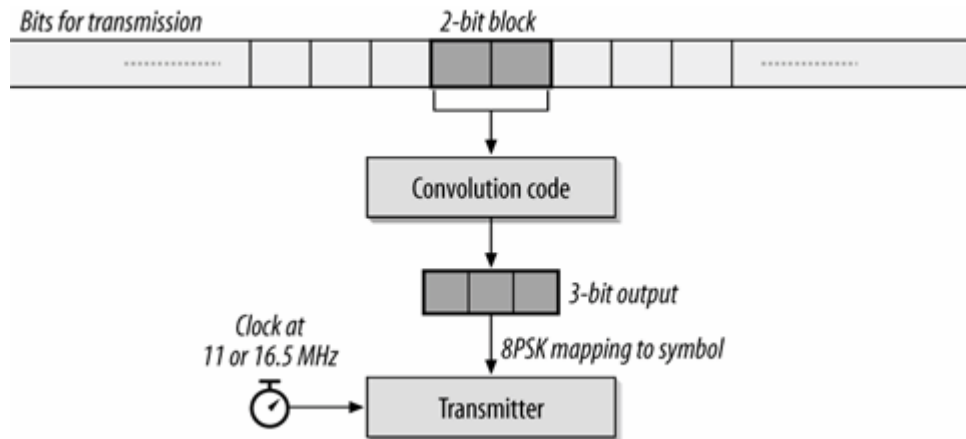 Bits for transmission
2-bit block
Convolution code
3-bit output
8PSK mapping to symbol
Clock at
11 or 16.5 MHz
Transmitter